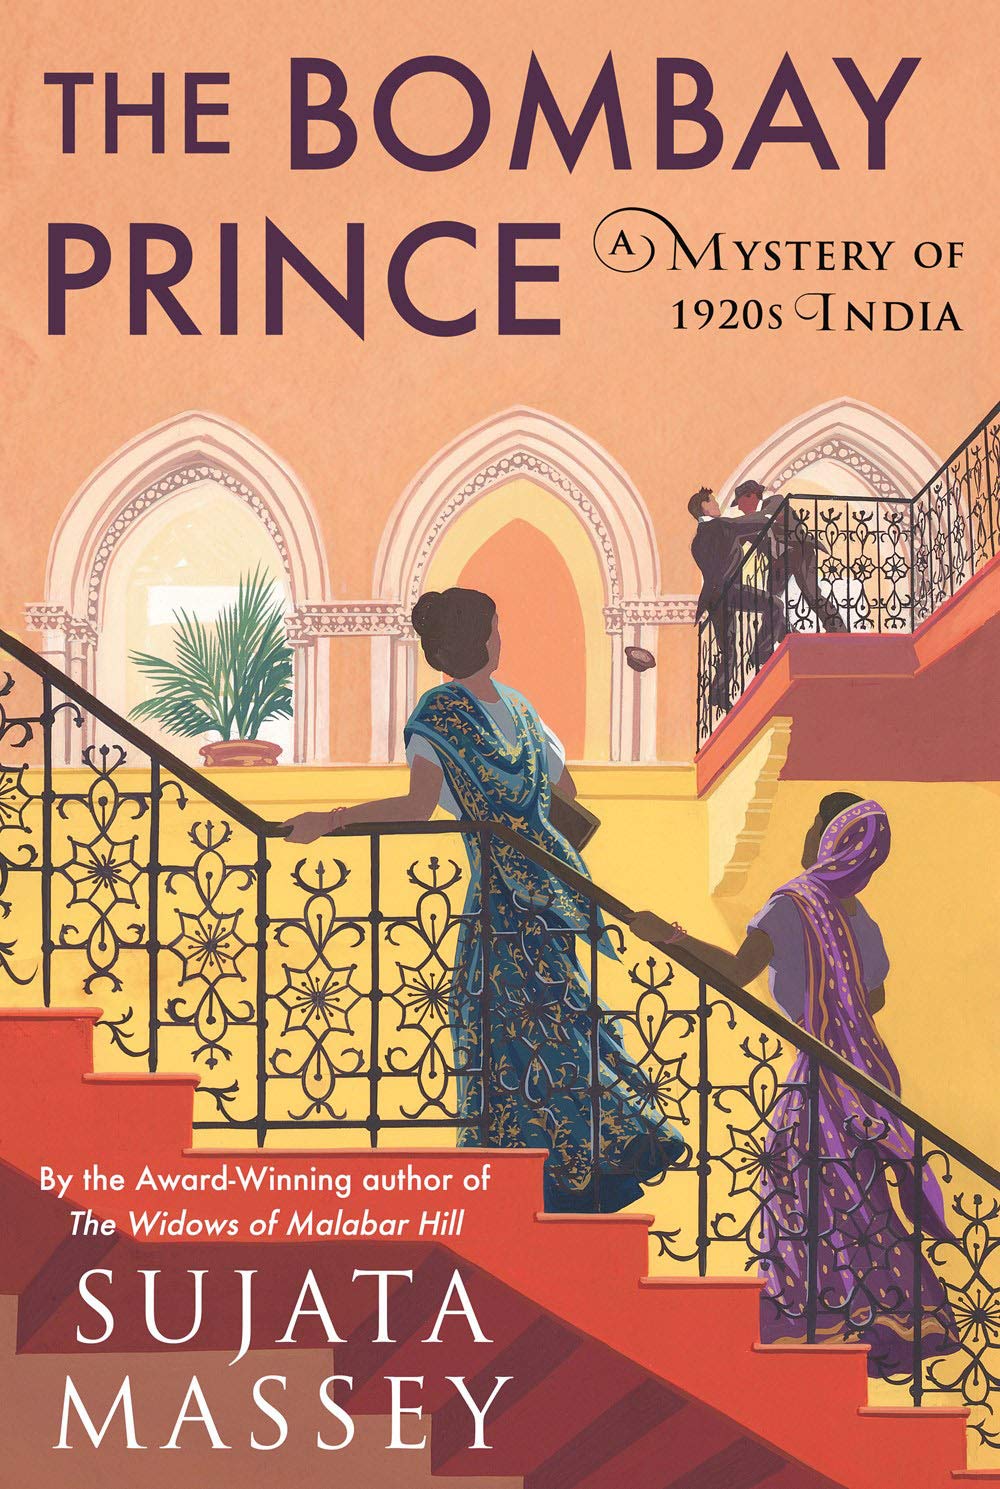 THE BOMBAY
PRINCE
A MYSTERY OF
1920S INDIA
By the Award-Winning author of
The Widows of Malabar Hill
SUJATA
MASSEY